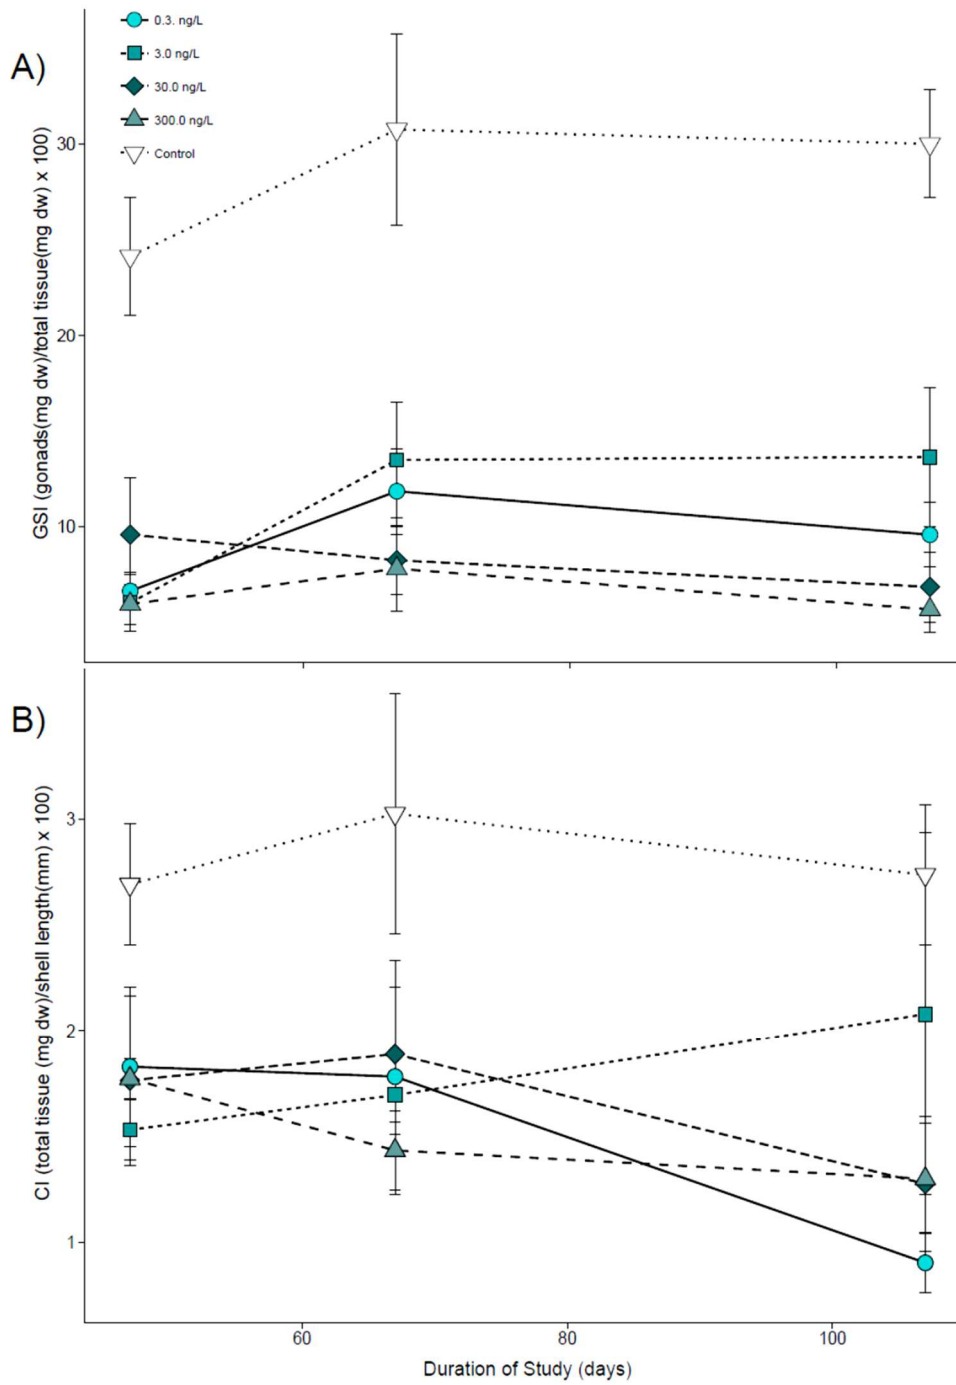 0.3. ng/L
3.0 ng/L
30.0 ng/L
300.0 ng/L
Control
A)
GSI (gonads(mg dw)/total tissue(mg dw) x 100)
30
20
10
B)
CI (total tissue (mg dw)/shell length(mm) x 100)
3
2
1
60
80
100
Duration of Study (days)